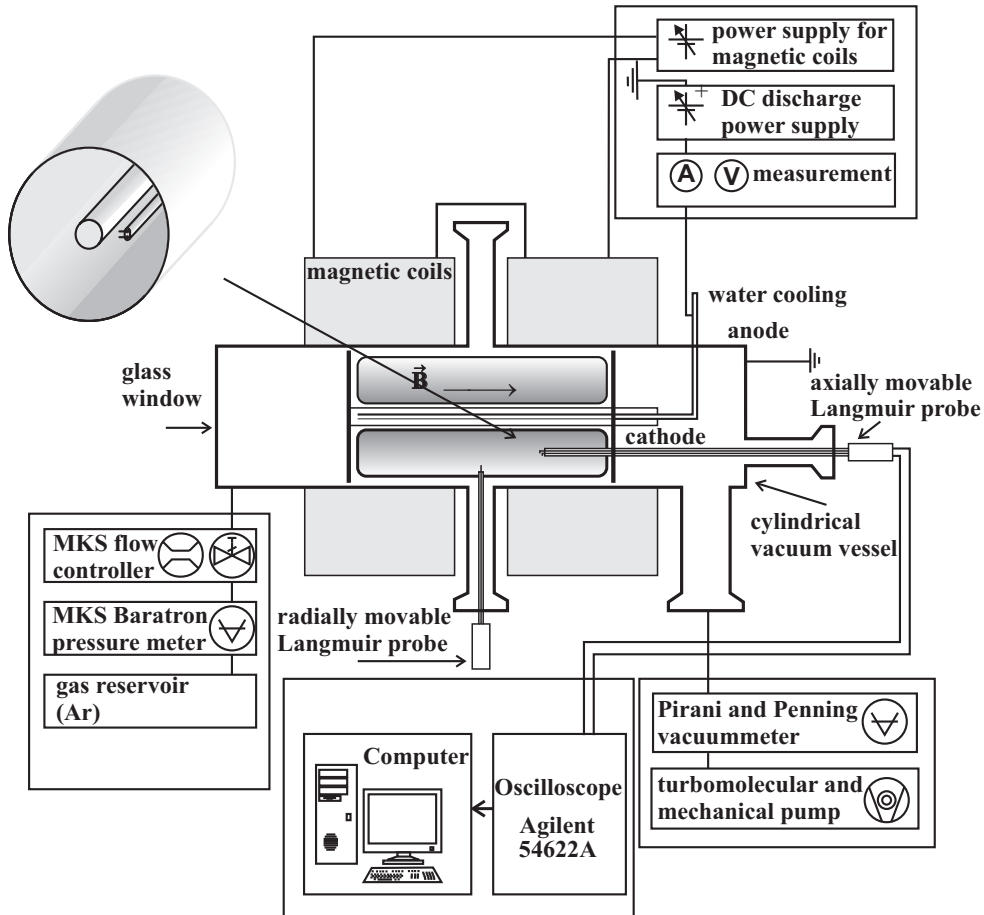 power supply for
magnetic coils
+
DC discharge
power supply
A
V
measurement
magnetic coils
water cooling
anode
glass
window
B
axially movable
Langmuir probe
cathode
cylindrical
vacuum vessel
MKS flow
controller
MKS Baratron
pressure meter
gas reservoir
(Ar)
radially movable
Langmuir probe
Computer
Oscilloscope
Agilent
54622A
Pirani and Penning
vacuummeter
turbomolecular and
mechanical pump